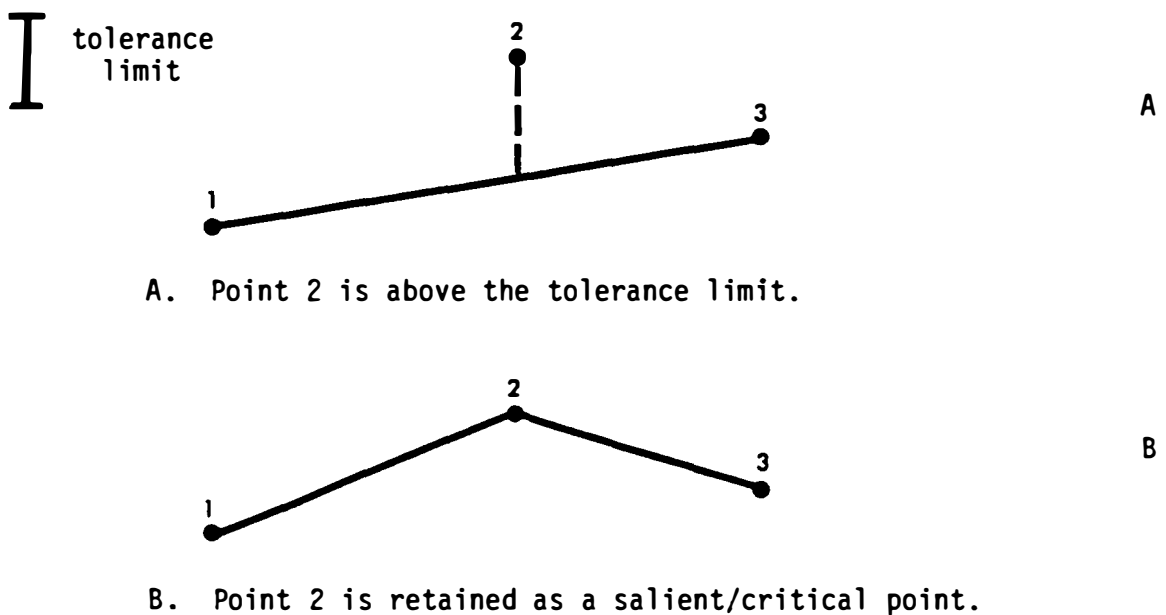 tolerance
limit
2
3
A
1
A. Point 2 is above the tolerance limit.
2
3
B
1
B. Point 2 is retained as a salient/critical point.